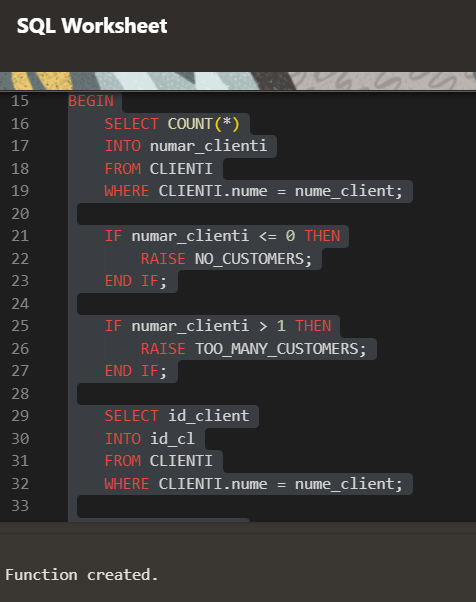 SQL Worksheet
15 BEGIN
16 SELECT COUNT(*)
17 INTO numar_clienti
18 FROM CLIENTI
19 WHERE CLIENTI.nume = nume_client;
20
21 IF numar_clienti <= 0 THEN
22 RAISE NO_CUSTOMERS;
23 END IF;
24
25 IF numar_clienti > 1 THEN
26 RAISE TOO_MANY_CUSTOMERS;
27 END IF;
28
29 SELECT id_client
30 INTO id_cl
31 FROM CLIENTI
32 WHERE CLIENTI.nume = nume_client;
33
Function created.